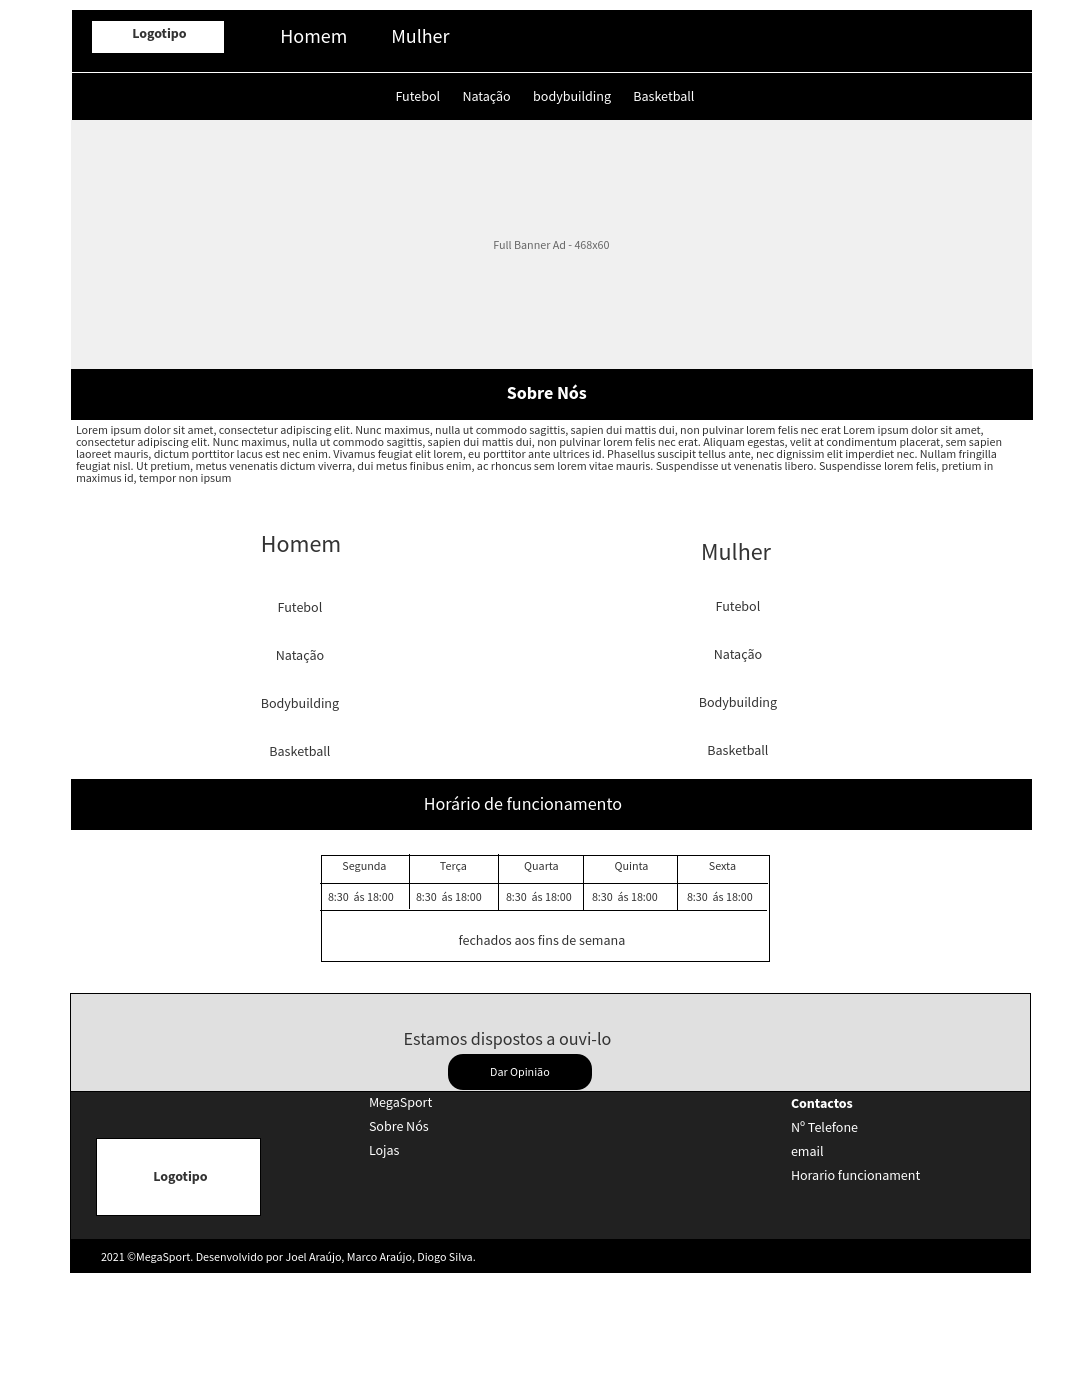 Logotipo
Homem Mulher
Futebol Natação bodybuilding Basketball
Full Banner Ad - 468x60
Sobre Nós
Lorem ipsum dolor sit amet, consectetur adipiscing elit. Nunc maximus, nulla ut commodo sagittis, sapien dui mattis dui, non pulvinar lorem felis nec erat Lorem ipsum dolor sit amet,
consectetur adipiscing elit. Nunc maximus, nulla ut commodo sagittis, sapien dui mattis dui, non pulvinar lorem felis nec erat. Aliquam egestas, velit at condimentum placerat, sem sapien
laoreet mauris, dictum porttitor lacus est nec enim. Vivamus feugiat elit lorem, eu porttitor ante ultrices id. Phasellus suscipit tellus ante, nec dignissim elit imperdiet nec. Nullam fringilla
feugiat nisl. Ut pretium, metus venenatis dictum viverra, dui metus finibus enim, ac rhoncus sem lorem vitae mauris. Suspendisse ut venenatis libero. Suspendisse lorem felis, pretium in
maximus id, tempor non ipsum
Homem
Futebol
Natação
Bodybuilding
Basketball
Mulher
Futebol
Natação
Bodybuilding
Basketball
Horário de funcionamento
Segunda Terça Quarta Quinta Sexta
8:30 ás 18:00 8:30 ás 18:00 8:30 ás 18:00 8:30 ás 18:00 8:30 ás 18:00
fechados aos fins de semana
Estamos dispostos a ouvi-lo
Dar Opinião
Logotipo
MegaSport
Sobre Nós
Lojas
Contactos
Nº Telefone
email
Horario funcionament
2021 ©MegaSport. Desenvolvido por Joel Araújo, Marco Araújo, Diogo Silva.